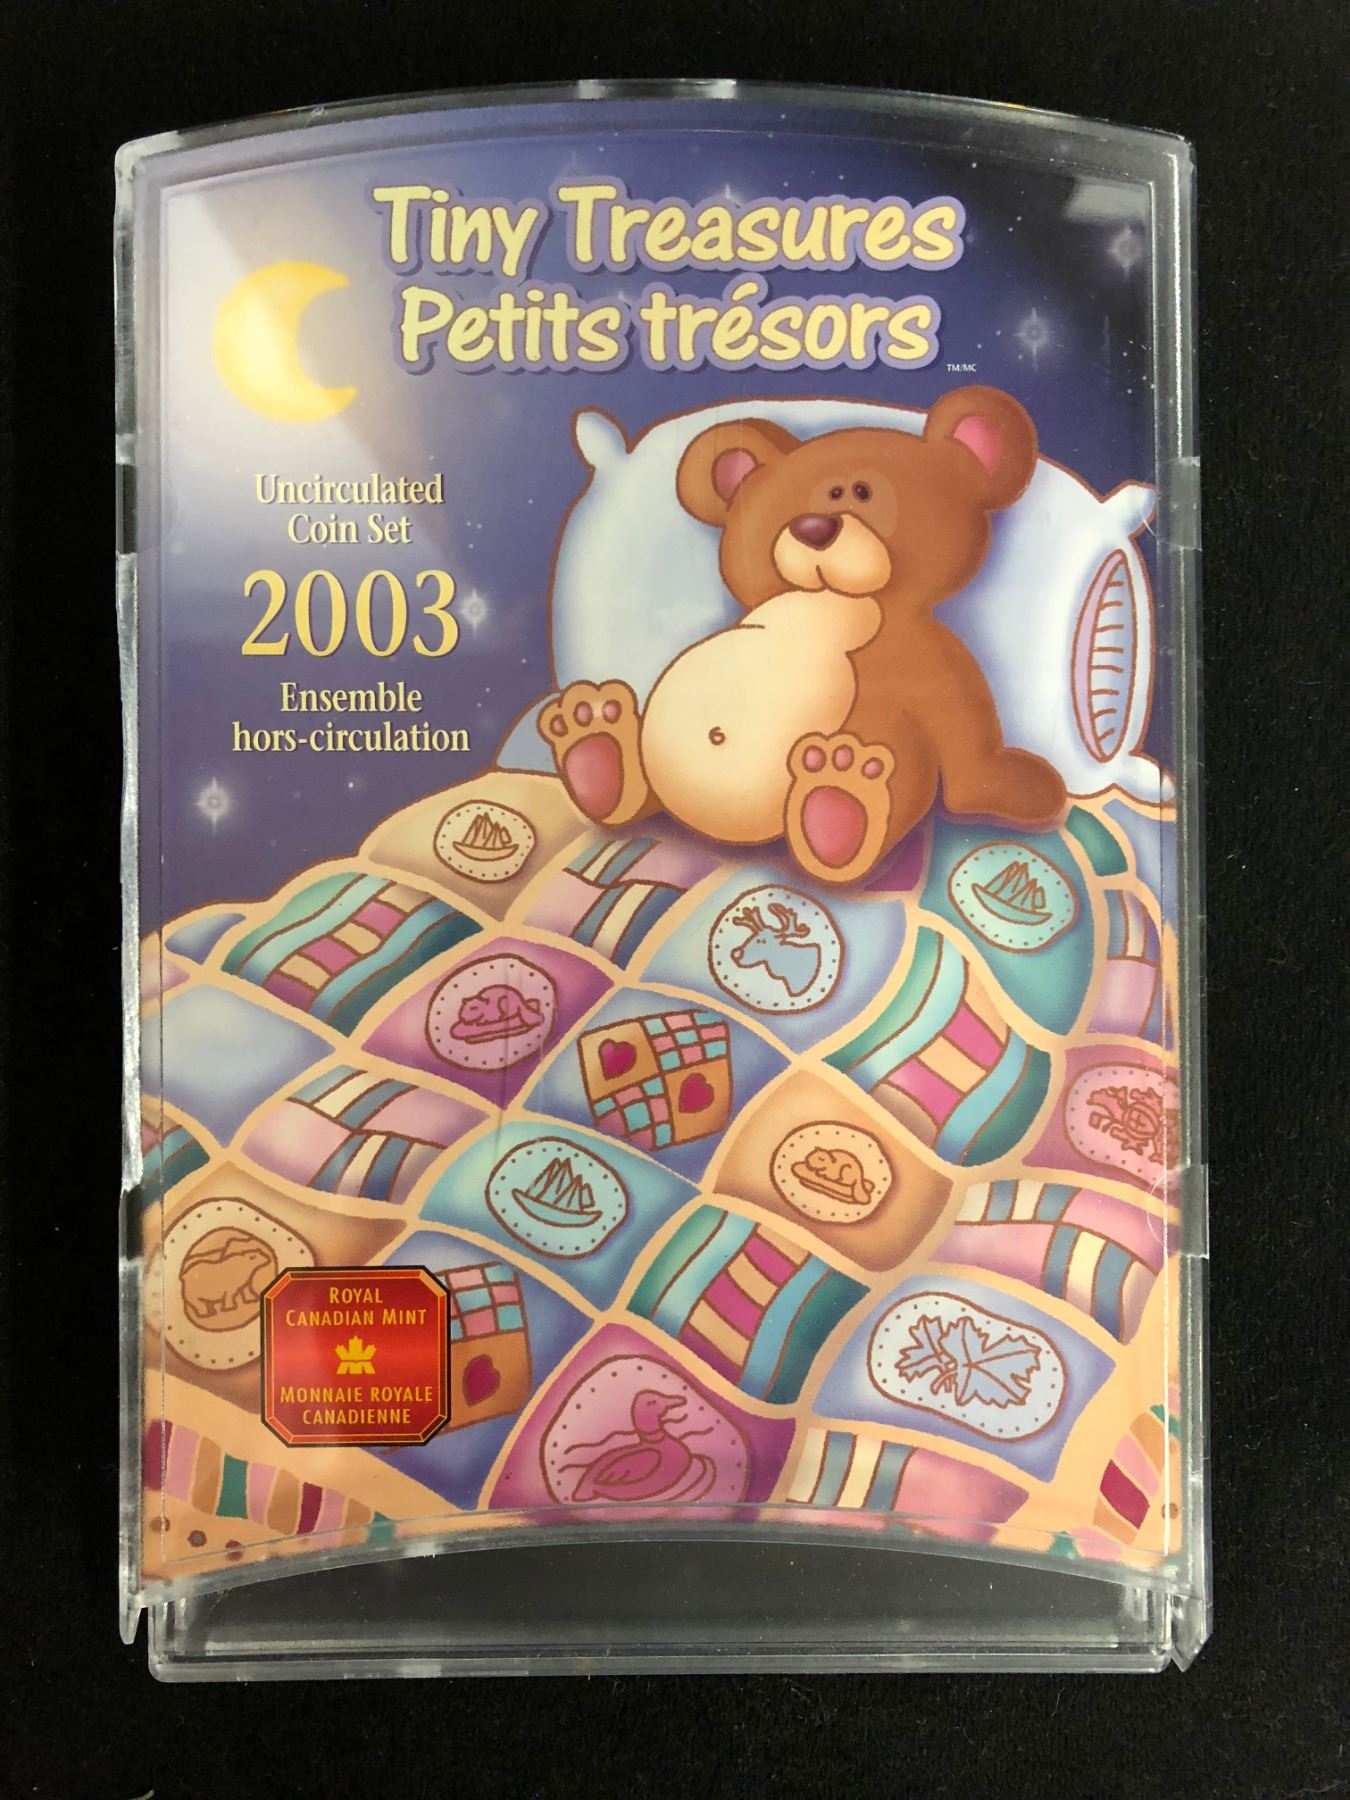 Tiny Treasures
Petits trésors
TM/MC
Uncirculated
Coin Set
2003
Ensemble
hors-circulation
ROYAL
CANADIAN MINT
MONNAIE ROYALE
CANADIENNE